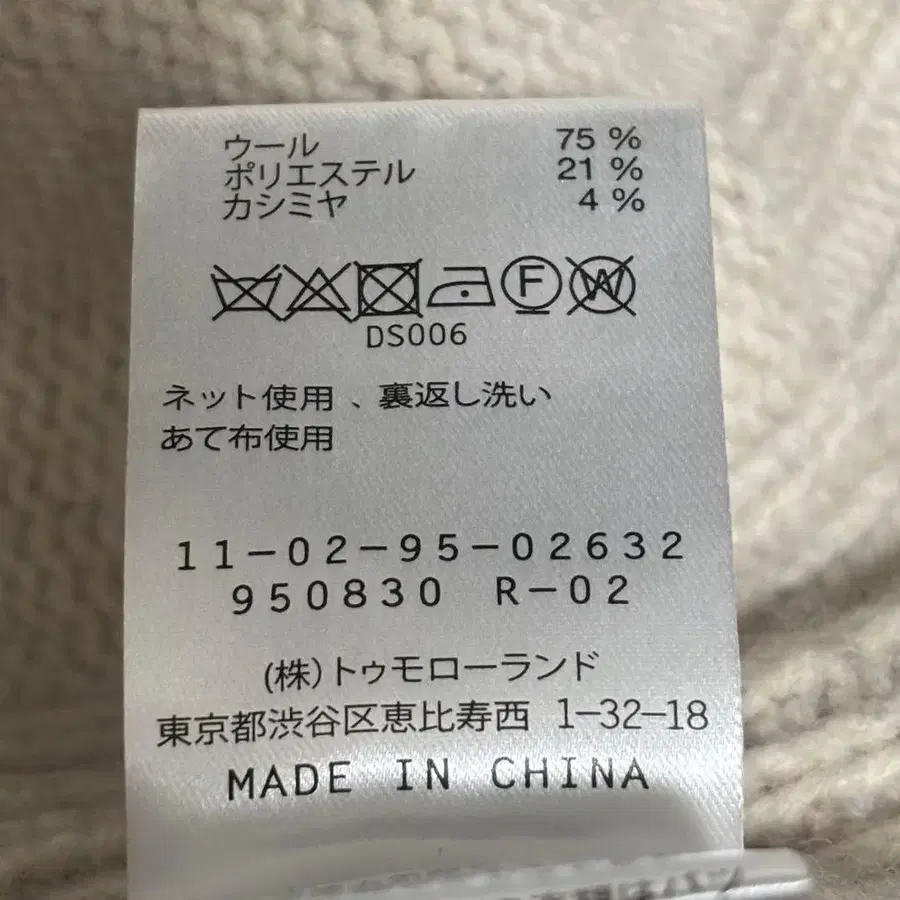 ウール 75 %
ポリエステル 21 %
カシミヤ 4 %
F W
DS006
ネット使用、裏返し洗い
あて布使用
11-02-95-02632
950830 R-02
(株)トゥモローランド
東京都渋谷区恵比寿西 1-32-18
MADE IN CHINA